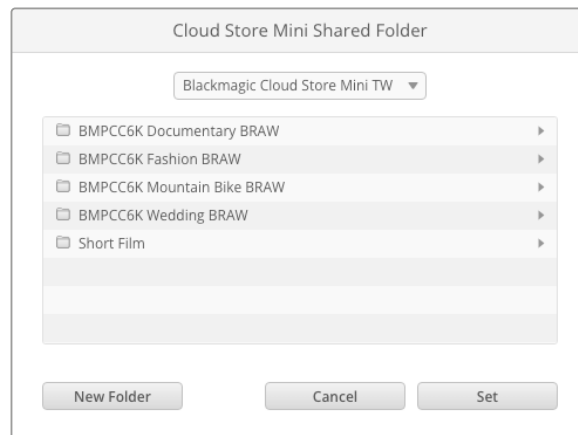 Cloud Store Mini Shared Folder
Blackmagic Cloud Store Mini TW
BMPCC6K Documentary BRAW
BMPCC6K Fashion BRAW
BMPCC6K Mountain Bike BRAW
BMPCC6K Wedding BRAW
Short Film
New Folder Cancel Set